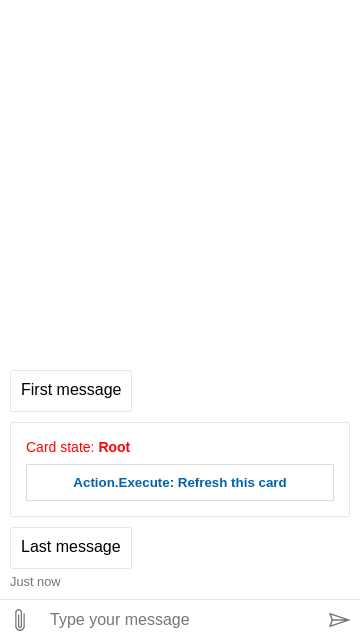 First message
Card state: Root
Action.Execute: Refresh this card
Last message
Just now
Type your message